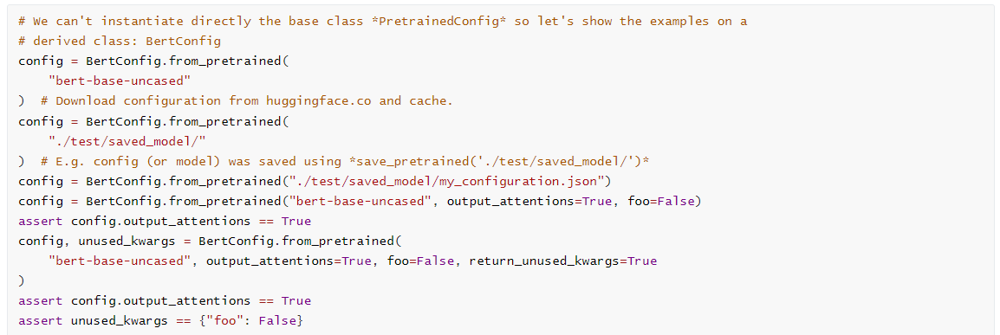 # We can't instantiate directly the base class *PretrainedConfig* so let's show the examples on a
# derived class: BertConfig
config = BertConfig.from_pretrained(
    "bert-base-uncased"
)  # Download configuration from huggingface.co and cache.
config = BertConfig.from_pretrained(
    "./test/saved_model/"
)  # E.g. config (or model) was saved using *save_pretrained('./test/saved_model/')*
config = BertConfig.from_pretrained("./test/saved_model/my_configuration.json")
config = BertConfig.from_pretrained("bert-base-uncased", output_attentions=True, foo=False)
assert config.output_attentions == True
config, unused_kwargs = BertConfig.from_pretrained(
    "bert-base-uncased", output_attentions=True, foo=False, return_unused_kwargs=True
)
assert config.output_attentions == True
assert unused_kwargs == {"foo": False}